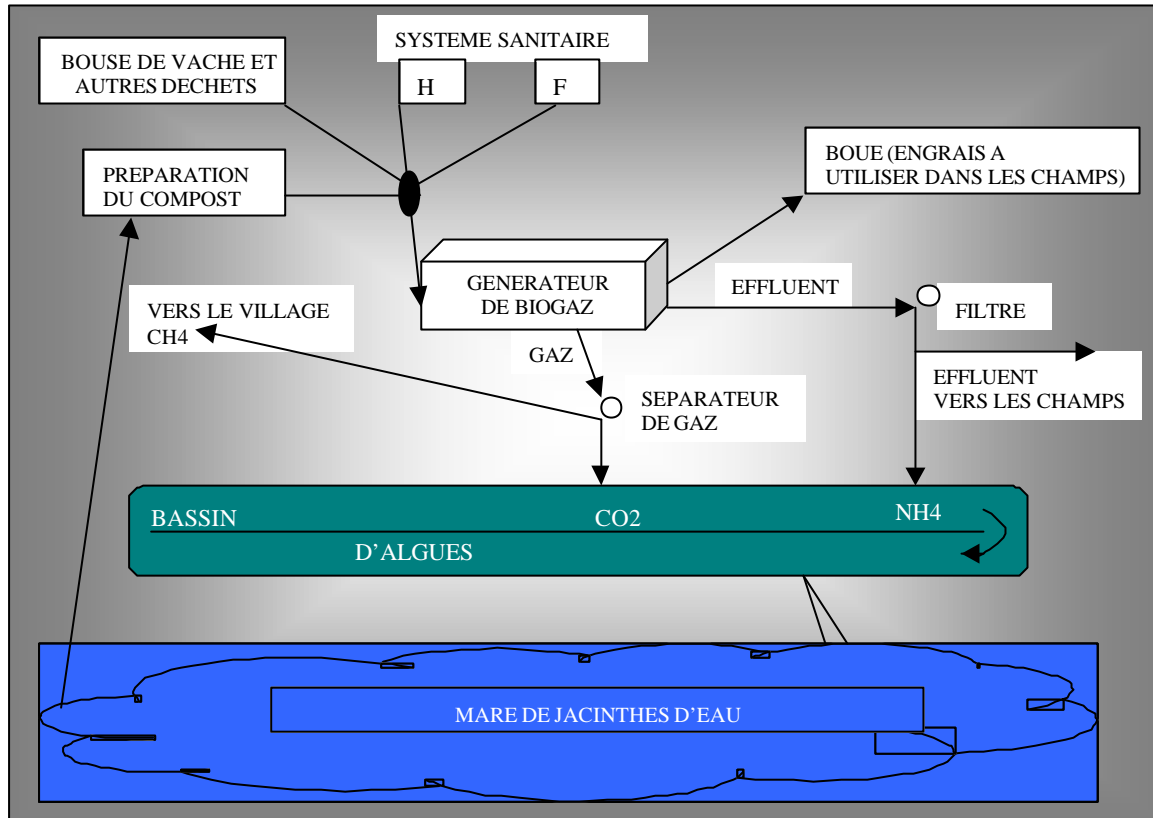 SYSTEME SANITAIRE
BOUSE DE VACHE ET
AUTRES DECHETS
H
F
PREPARATION
DU COMPOST
BOUE (ENGRAIS A
UTILISER DANS LES CHAMPS)
GÉNERATEUR
DE BIOGAZ
EFFLUENT
FILTRE
VERS LE VILLAGE
CH4
GAZ
EFFLUENT
VERS LES CHAMPS
SÉPARATEUR
DE GAZ
BASSIN
CO2
NH4
D'ALGUES
MARE DE JACINTHES D'EAU